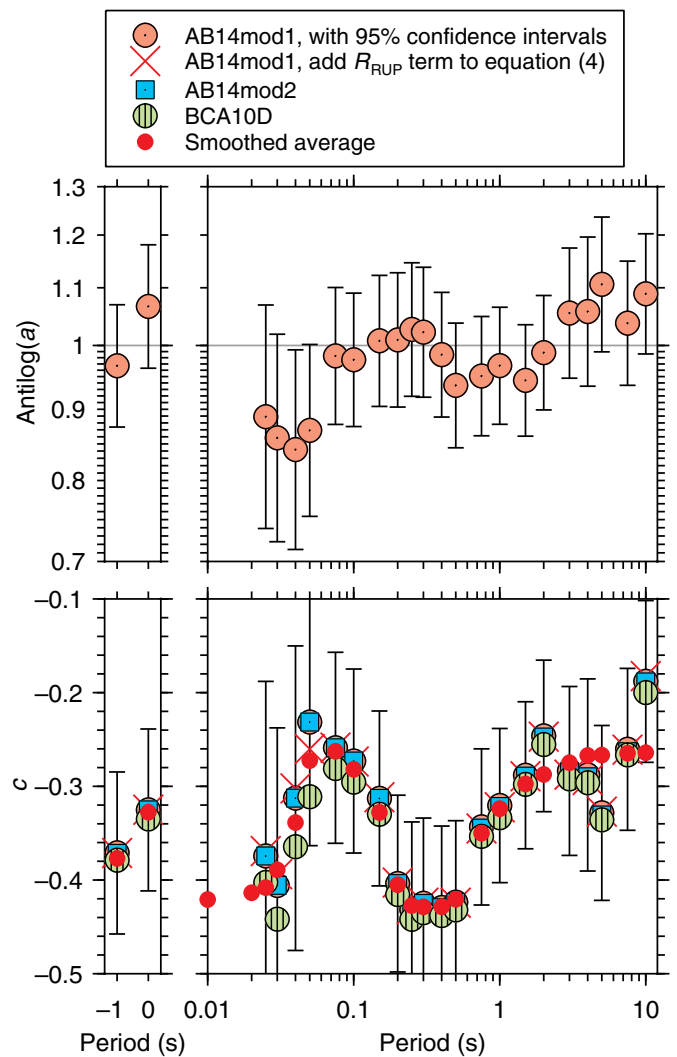 AB14mod1, with 95% confidence intervals
AB14mod1, add R_RUP term to equation (4)
AB14mod2
BCA10D
Smoothed average
1.3
1.2
1.1
1
0.9
0.8
0.7
Antilog(a)
−0.1
−0.2
−0.3
−0.4
−0.5
c
−1 0 0.01 0.1 1 10
Period (s) Period (s)